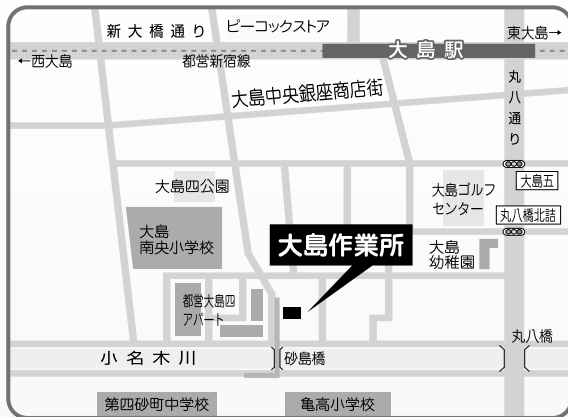 新大橋通り
ピーコックストア
大島駅
東大島→
←西大島
都営新宿線
丸八通り
大島中央銀座商店街
大島五
大島四公園
大島ゴルフ
センター
丸八橋北詰
大島
南央小学校
大島作業所
大島
幼稚園
都営大島四
アパート
丸八橋
小名木川
砂島橋
第四砂町中学校
亀高小学校